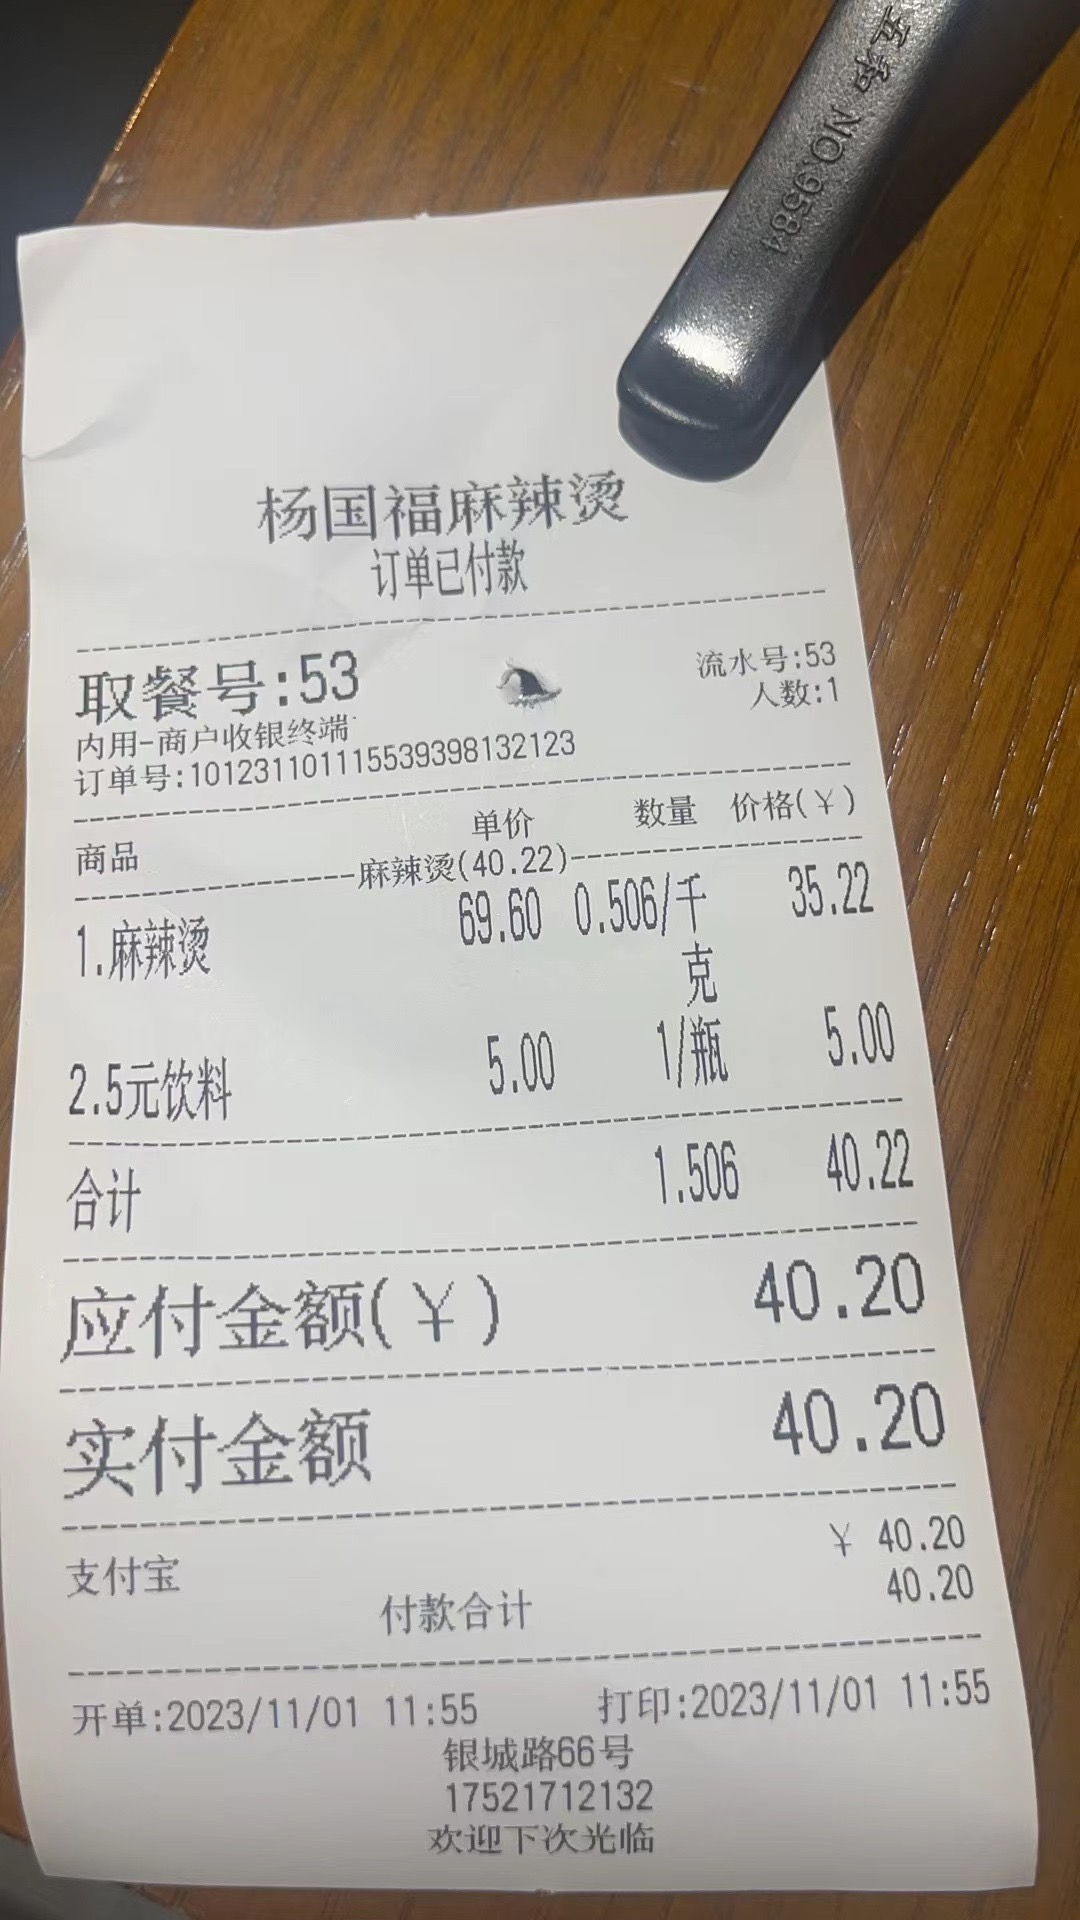 五和 NO.9584
杨国福麻辣烫
订单已付款
取餐号:53
流水号:53
人数:1
内用-商户收银终端
订单号:101231101115539398132123
商品 单价 数量 价格(¥)
麻辣烫(40.22)
1.麻辣烫 69.60 0.506/千克 35.22
2.5元饮料 5.00 1/瓶 5.00
合计 1.506 40.22
应付金额(¥) 40.20
实付金额 40.20
支付宝 ¥ 40.20
付款合计 40.20
开单:2023/11/01 11:55 打印:2023/11/01 11:55
银城路66号
17521712132
欢迎下次光临